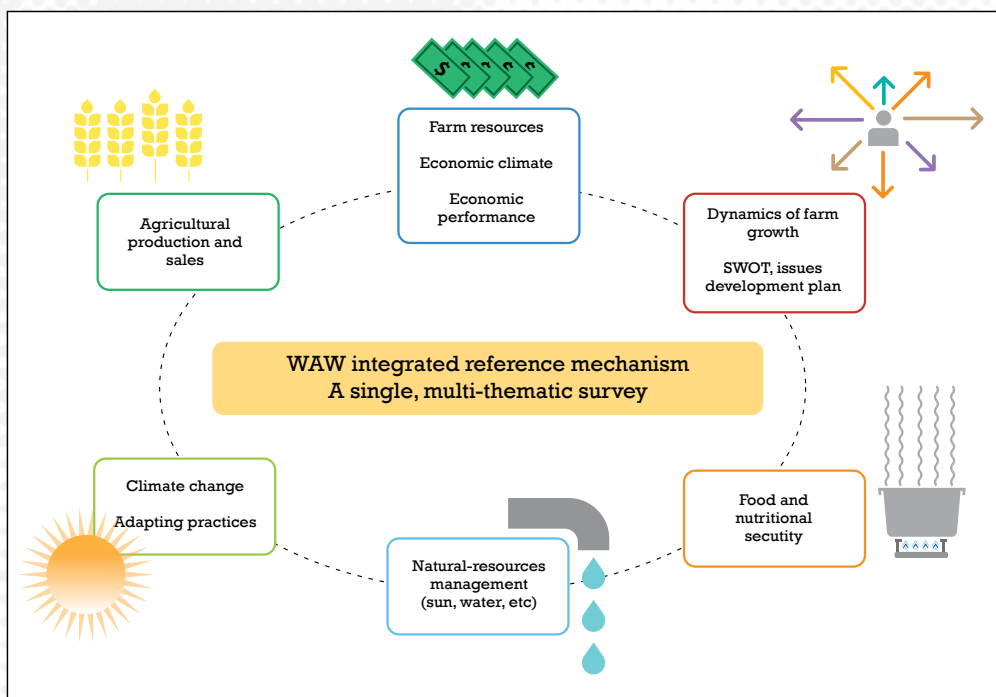 $
Farm resources
Economic climate
Economic
performance
Agricultural
production and
sales
Dynamics of farm
growth
SWOT, issues
development plan
WAW integrated reference mechanism
A single, multi-thematic survey
Climate change
Adapting practices
Food and
nutritional
secutity
Natural-resources
management
(sun, water, etc)